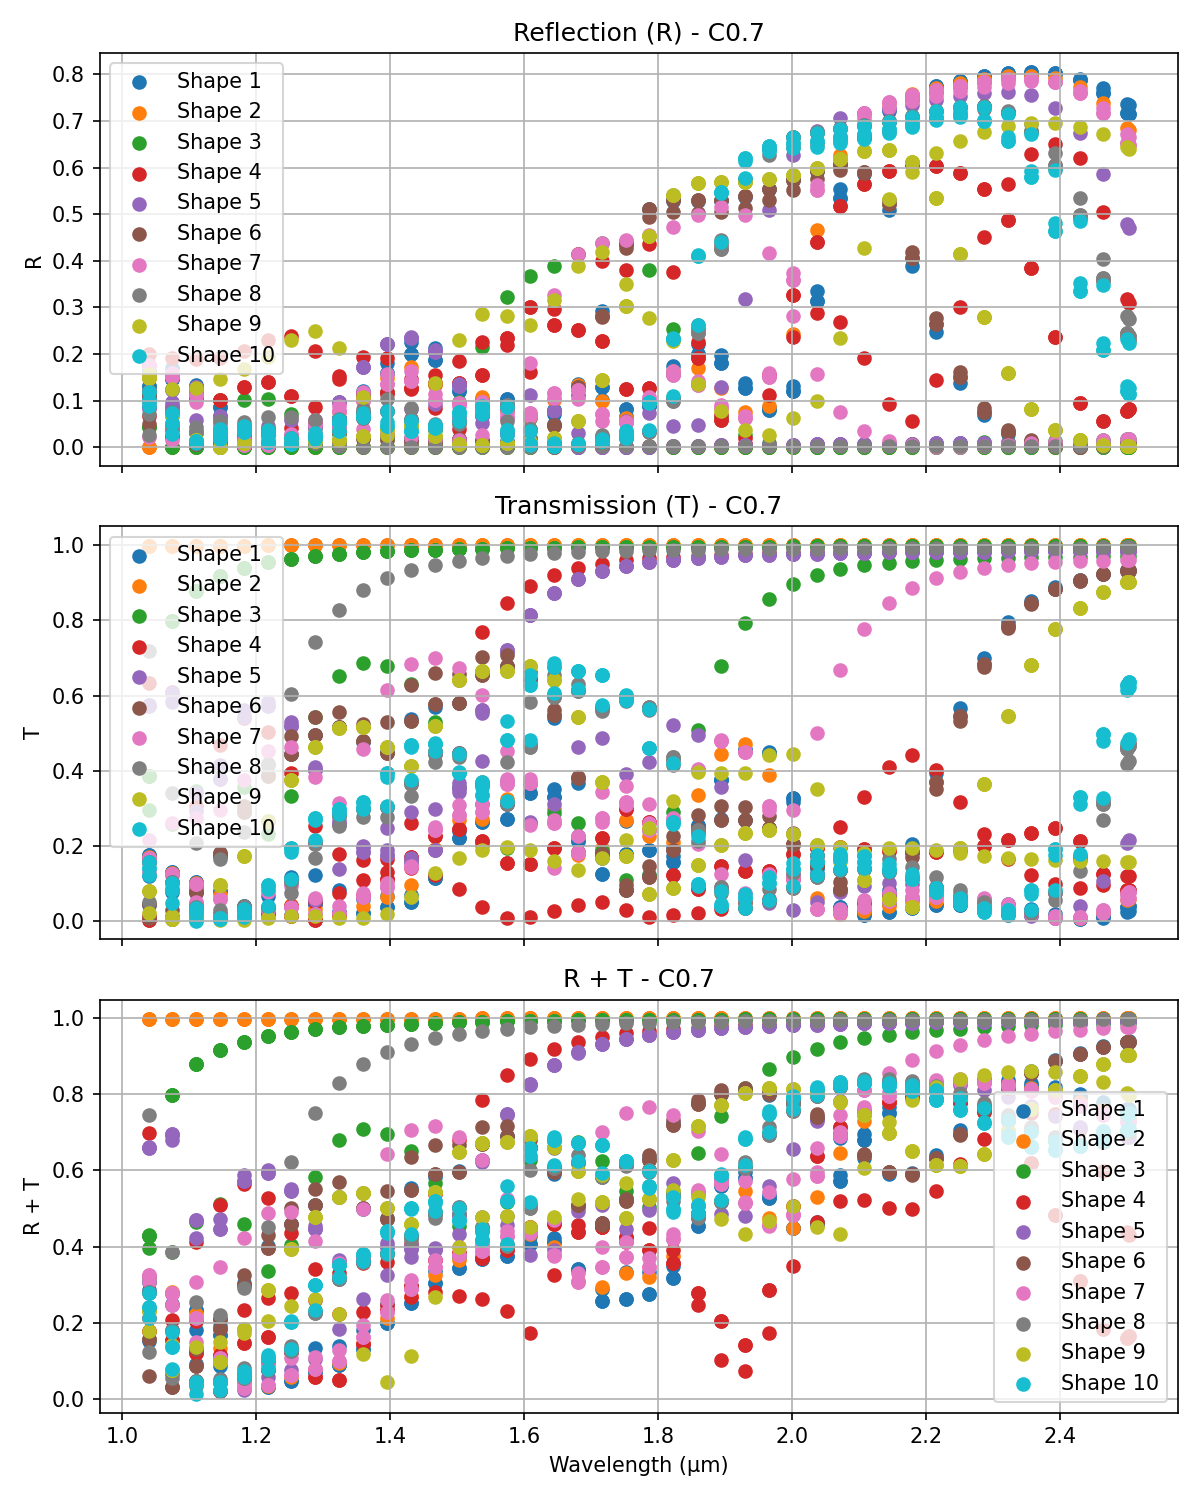 Reflection (R) - C0.7
0.8
0.7
0.6
0.5
0.4
0.3
0.2
0.1
0.0
R
Shape 1
Shape 2
Shape 3
Shape 4
Shape 5
Shape 6
Shape 7
Shape 8
Shape 9
Shape 10
Transmission (T) - C0.7
1.0
0.8
0.6
0.4
0.2
0.0
T
Shape 1
Shape 2
Shape 3
Shape 4
Shape 5
Shape 6
Shape 7
Shape 8
Shape 9
Shape 10
R + T - C0.7
1.0
0.8
0.6
0.4
0.2
0.0
R + T
Shape 1
Shape 2
Shape 3
Shape 4
Shape 5
Shape 6
Shape 7
Shape 8
Shape 9
Shape 10
1.0 1.2 1.4 1.6 1.8 2.0 2.2 2.4
Wavelength (μm)